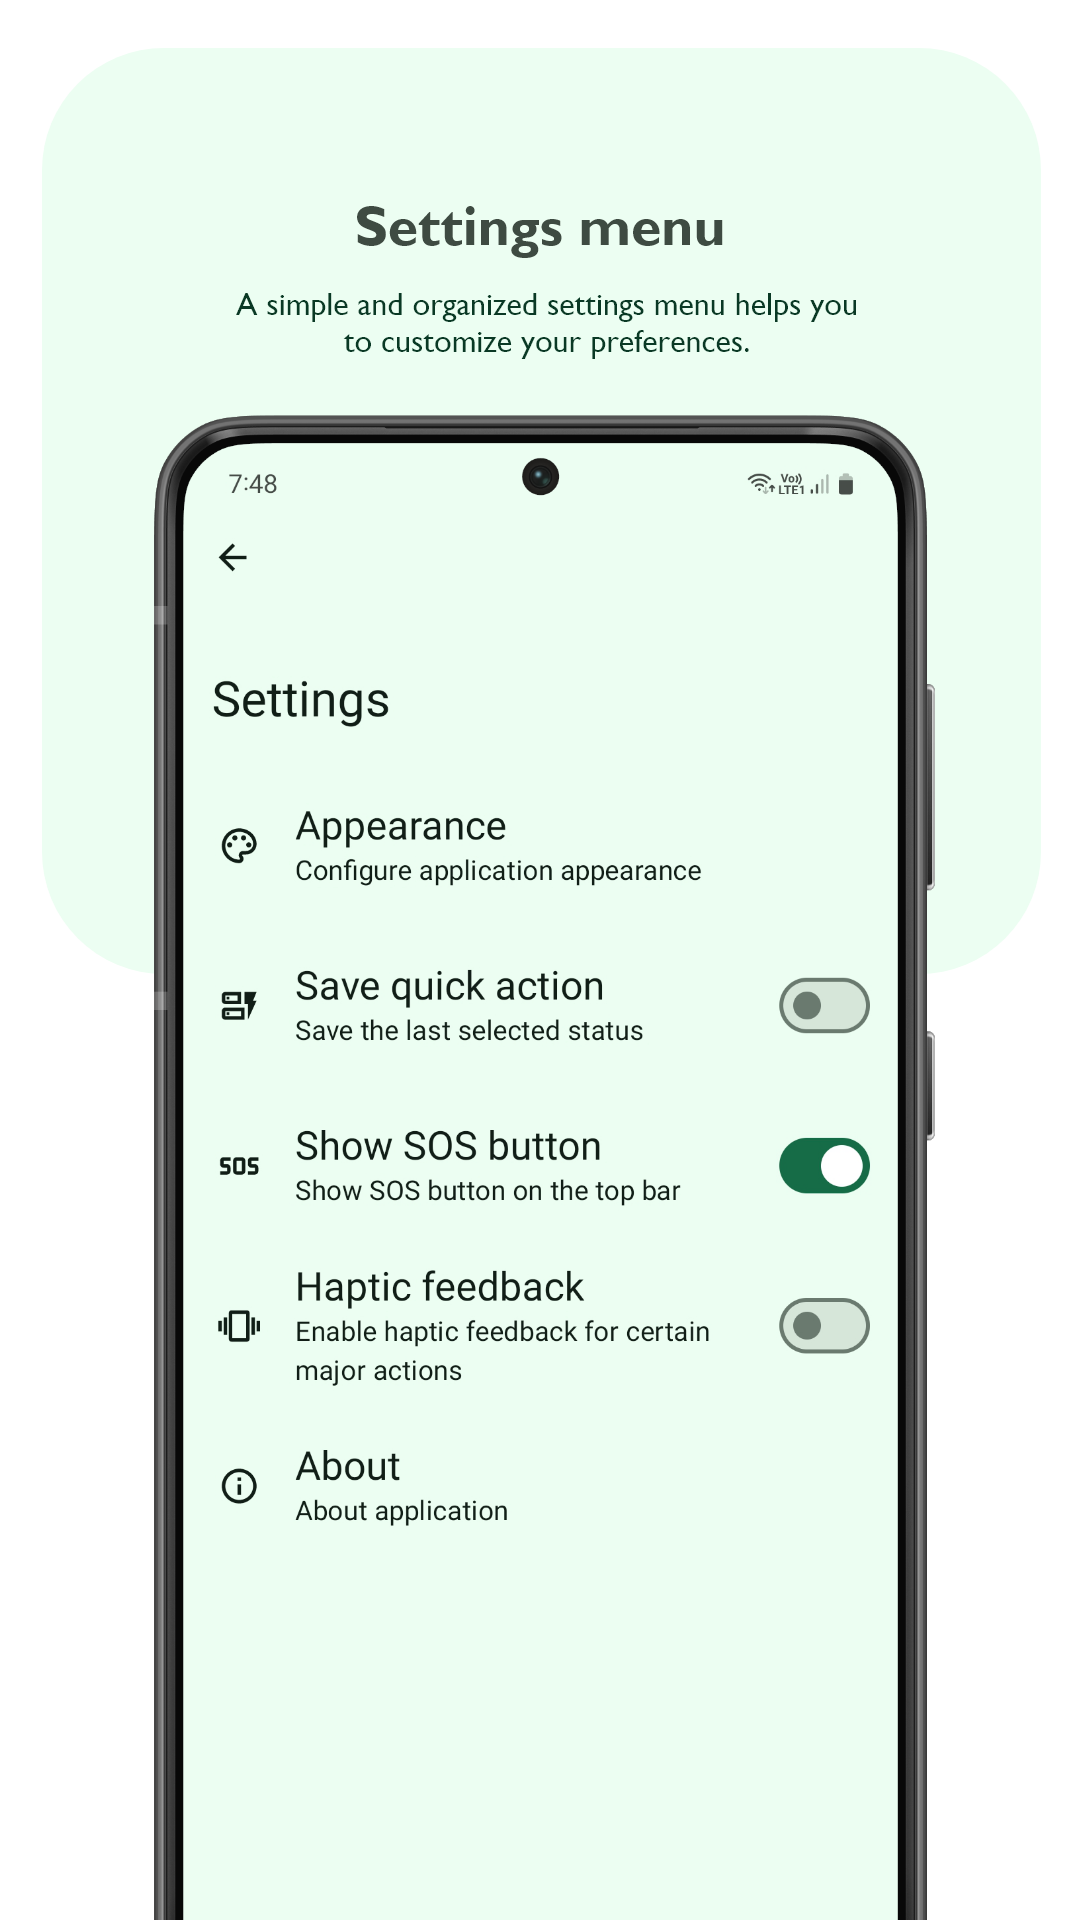 Settings menu
A simple and organized settings menu helps you
to customize your preferences.
7:48
Vo))
LTE1
Settings
Appearance
Configure application appearance
Save quick action
Save the last selected status
SOS
Show SOS button
Show SOS button on the top bar
Haptic feedback
Enable haptic feedback for certain
major actions
About
About application